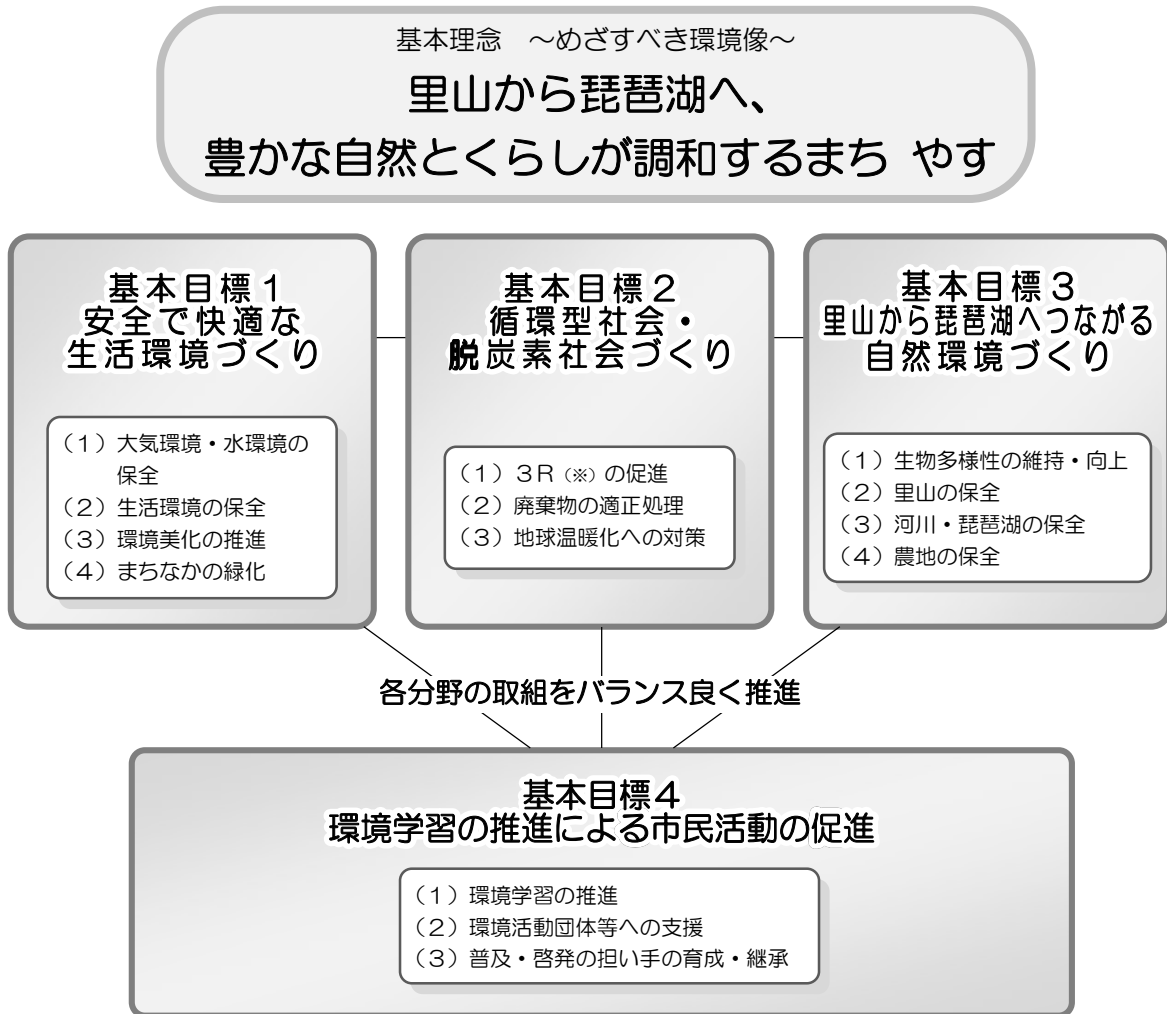 基本理念　～めざすべき環境像～
里山から琵琶湖へ、
豊かな自然とくらしが調和するまち やす
基本目標１
安全で快適な
生活環境づくり
（１）大気環境・水環境の
保全
（２）生活環境の保全
（３）環境美化の推進
（４）まちなかの緑化
基本目標２
循環型社会・
脱炭素社会づくり
（１）３Ｒ（※）の促進
（２）廃棄物の適正処理
（３）地球温暖化への対策
基本目標３
里山から琵琶湖へつながる
自然環境づくり
（１）生物多様性の維持・向上
（２）里山の保全
（３）河川・琵琶湖の保全
（４）農地の保全
各分野の取組をバランス良く推進
基本目標４
環境学習の推進による市民活動の促進
（１）環境学習の推進
（２）環境活動団体等への支援
（３）普及・啓発の担い手の育成・継承